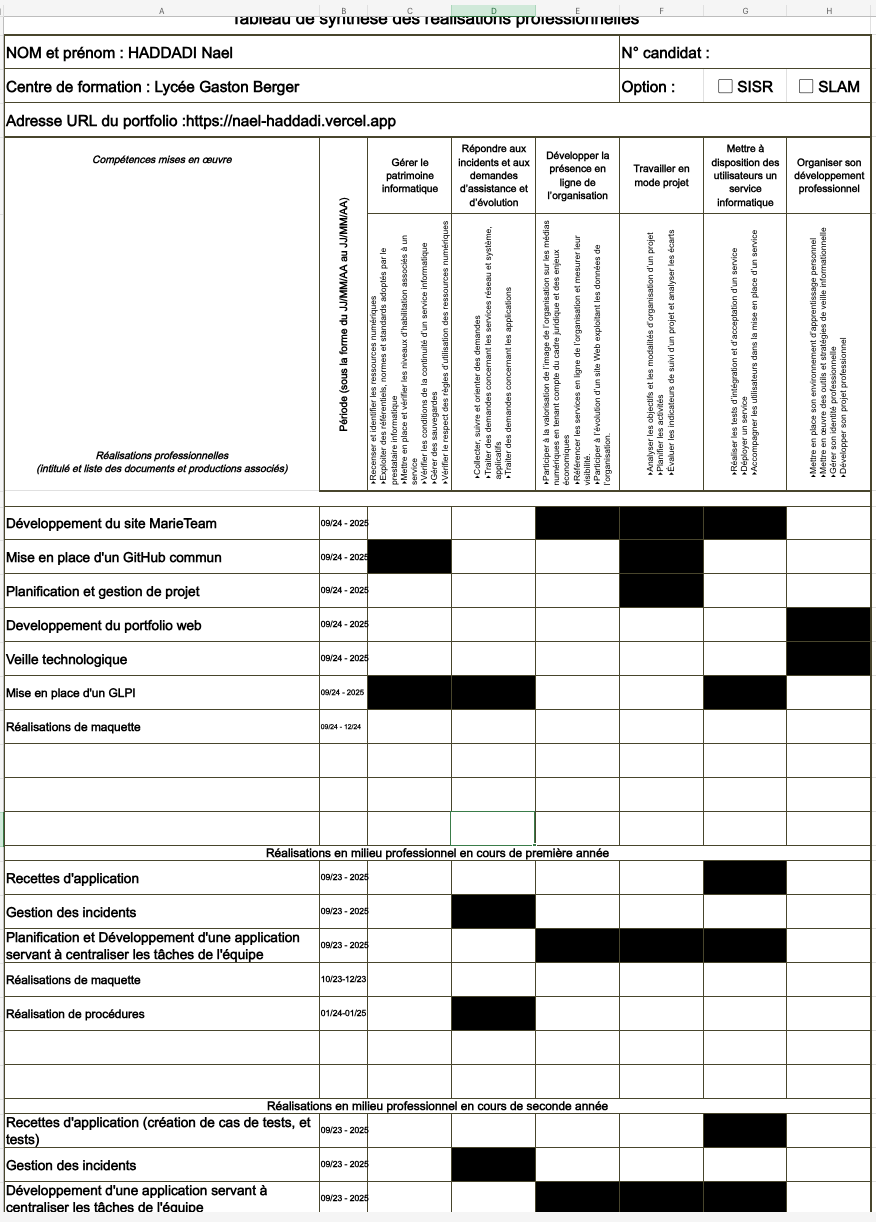 A B C D E F G H
Tableau de synthèse des réalisations professionnelles
NOM et prénom : HADDADI Nael
N° candidat :
Centre de formation : Lycée Gaston Berger
Option :
SISR
SLAM
Adresse URL du portfolio :https://nael-haddadi.vercel.app
Compétences mises en œuvre
Réalisations professionnelles
(intitulé et liste des documents et productions associés)
Période (sous la forme du JJ/MM/AA au JJ/MM/AA)
Gérer le
patrimoine
informatique
Répondre aux
incidents et aux
demandes
d'assistance et
d'évolution
Développer la
présence en
ligne de
l'organisation
Travailler en
mode projet
Mettre à
disposition des
utilisateurs un
service
informatique
Organiser son
développement
professionnel
▸Recenser et identifier les ressources numériques
▸Exploiter des référentiels, normes et standards adoptés par le
prestataire informatique
▸Mettre en place et vérifier les niveaux d'habilitation associés à un
service
▸Vérifier les conditions de la continuité d'un service informatique
▸Gérer des sauvegardes
▸Vérifier le respect des règles d'utilisation des ressources numériques
▸Collecter, suivre et orienter des demandes
▸Traiter des demandes concernant les services réseau et système,
applicatifs
▸Traiter des demandes concernant les applications
▸Participer à la valorisation de l'image de l'organisation sur les médias
numériques en tenant compte du cadre juridique et des enjeux
économiques
▸Référencer les services en ligne de l'organisation et mesurer leur
visibilité.
▸Participer à l'évolution d'un site Web exploitant les données de
l'organisation.
▸Analyser les objectifs et les modalités d'organisation d'un projet
▸Planifier les activités
▸Évaluer les indicateurs de suivi d'un projet et analyser les écarts
▸Réaliser les tests d'intégration et d'acceptation d'un service
▸Déployer un service
▸Accompagner les utilisateurs dans la mise en place d'un service
▸Mettre en place son environnement d'apprentissage personnel
▸Mettre en œuvre des outils et stratégies de veille informationnelle
▸Gérer son identité professionnelle
▸Développer son projet professionnel
Développement du site MarieTeam 09/24 - 2025
Mise en place d'un GitHub commun 09/24 - 2025
Planification et gestion de projet 09/24 - 2025
Developpement du portfolio web 09/24 - 2025
Veille technologique 09/24 - 2025
Mise en place d'un GLPI 09/24 - 2025
Réalisations de maquette 09/24 - 12/24
Réalisations en milieu professionnel en cours de première année
Recettes d'application 09/23 - 2025
Gestion des incidents 09/23 - 2025
Planification et Développement d'une application
servant à centraliser les tâches de l'équipe 09/23 - 2025
Réalisations de maquette 10/23-12/23
Réalisation de procédures 01/24-01/25
Réalisations en milieu professionnel en cours de seconde année
Recettes d'application (création de cas de tests, et
tests) 09/23 - 2025
Gestion des incidents 09/23 - 2025
Développement d'une application servant à
centraliser les tâches de l'équipe 09/23 - 2025